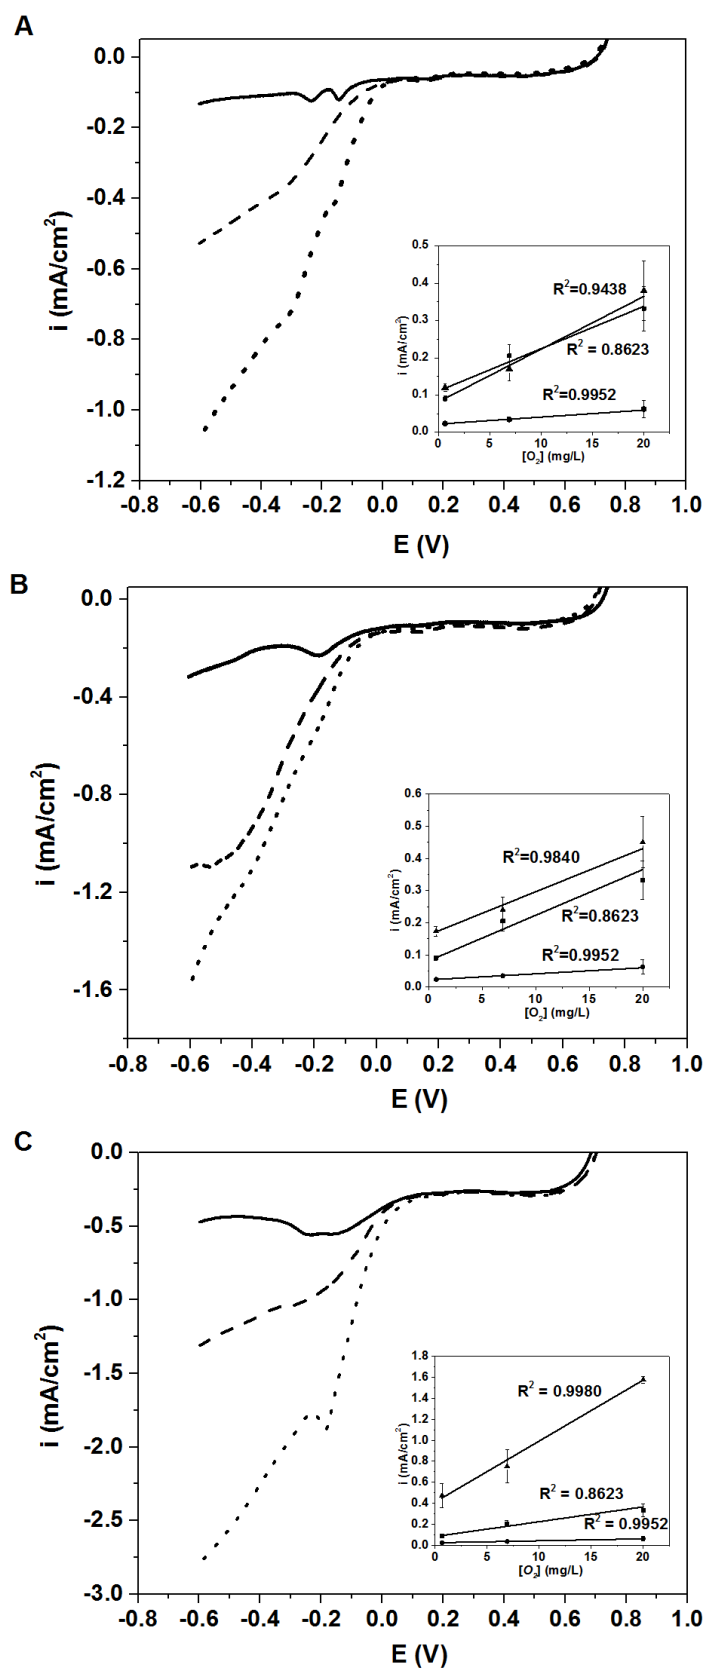 A
0.0
-0.2
-0.4
-0.6
-0.8
-1.0
-1.2
i (mA/cm²)
-0.8 -0.6 -0.4 -0.2 0.0 0.2 0.4 0.6 0.8 1.0
E (V)
0.5
0.4
0.3
0.2
0.1
0.0
i (mA/cm²)
R²=0.9438
R² = 0.8623
R²=0.9952
0 5 10 15 20
[O₂] (mg/L)
B
0.0
-0.4
-0.8
-1.2
-1.6
i (mA/cm²)
-0.8 -0.6 -0.4 -0.2 0.0 0.2 0.4 0.6 0.8 1.0
E (V)
0.6
0.5
0.4
0.3
0.2
0.1
0.0
i (mA/cm²)
R²=0.9840
R²=0.8623
R²=0.9952
0 5 10 15 20
[O₂] (mg/L)
C
0.0
-0.5
-1.0
-1.5
-2.0
-2.5
-3.0
i (mA/cm²)
-0.8 -0.6 -0.4 -0.2 0.0 0.2 0.4 0.6 0.8 1.0
E (V)
1.8
1.6
1.4
1.2
1.0
0.8
0.6
0.4
0.2
0.0
i (mA/cm²)
R² = 0.9980
R² = 0.8623
R² = 0.9952
0 5 10 15 20
[O₂] (mg/L)